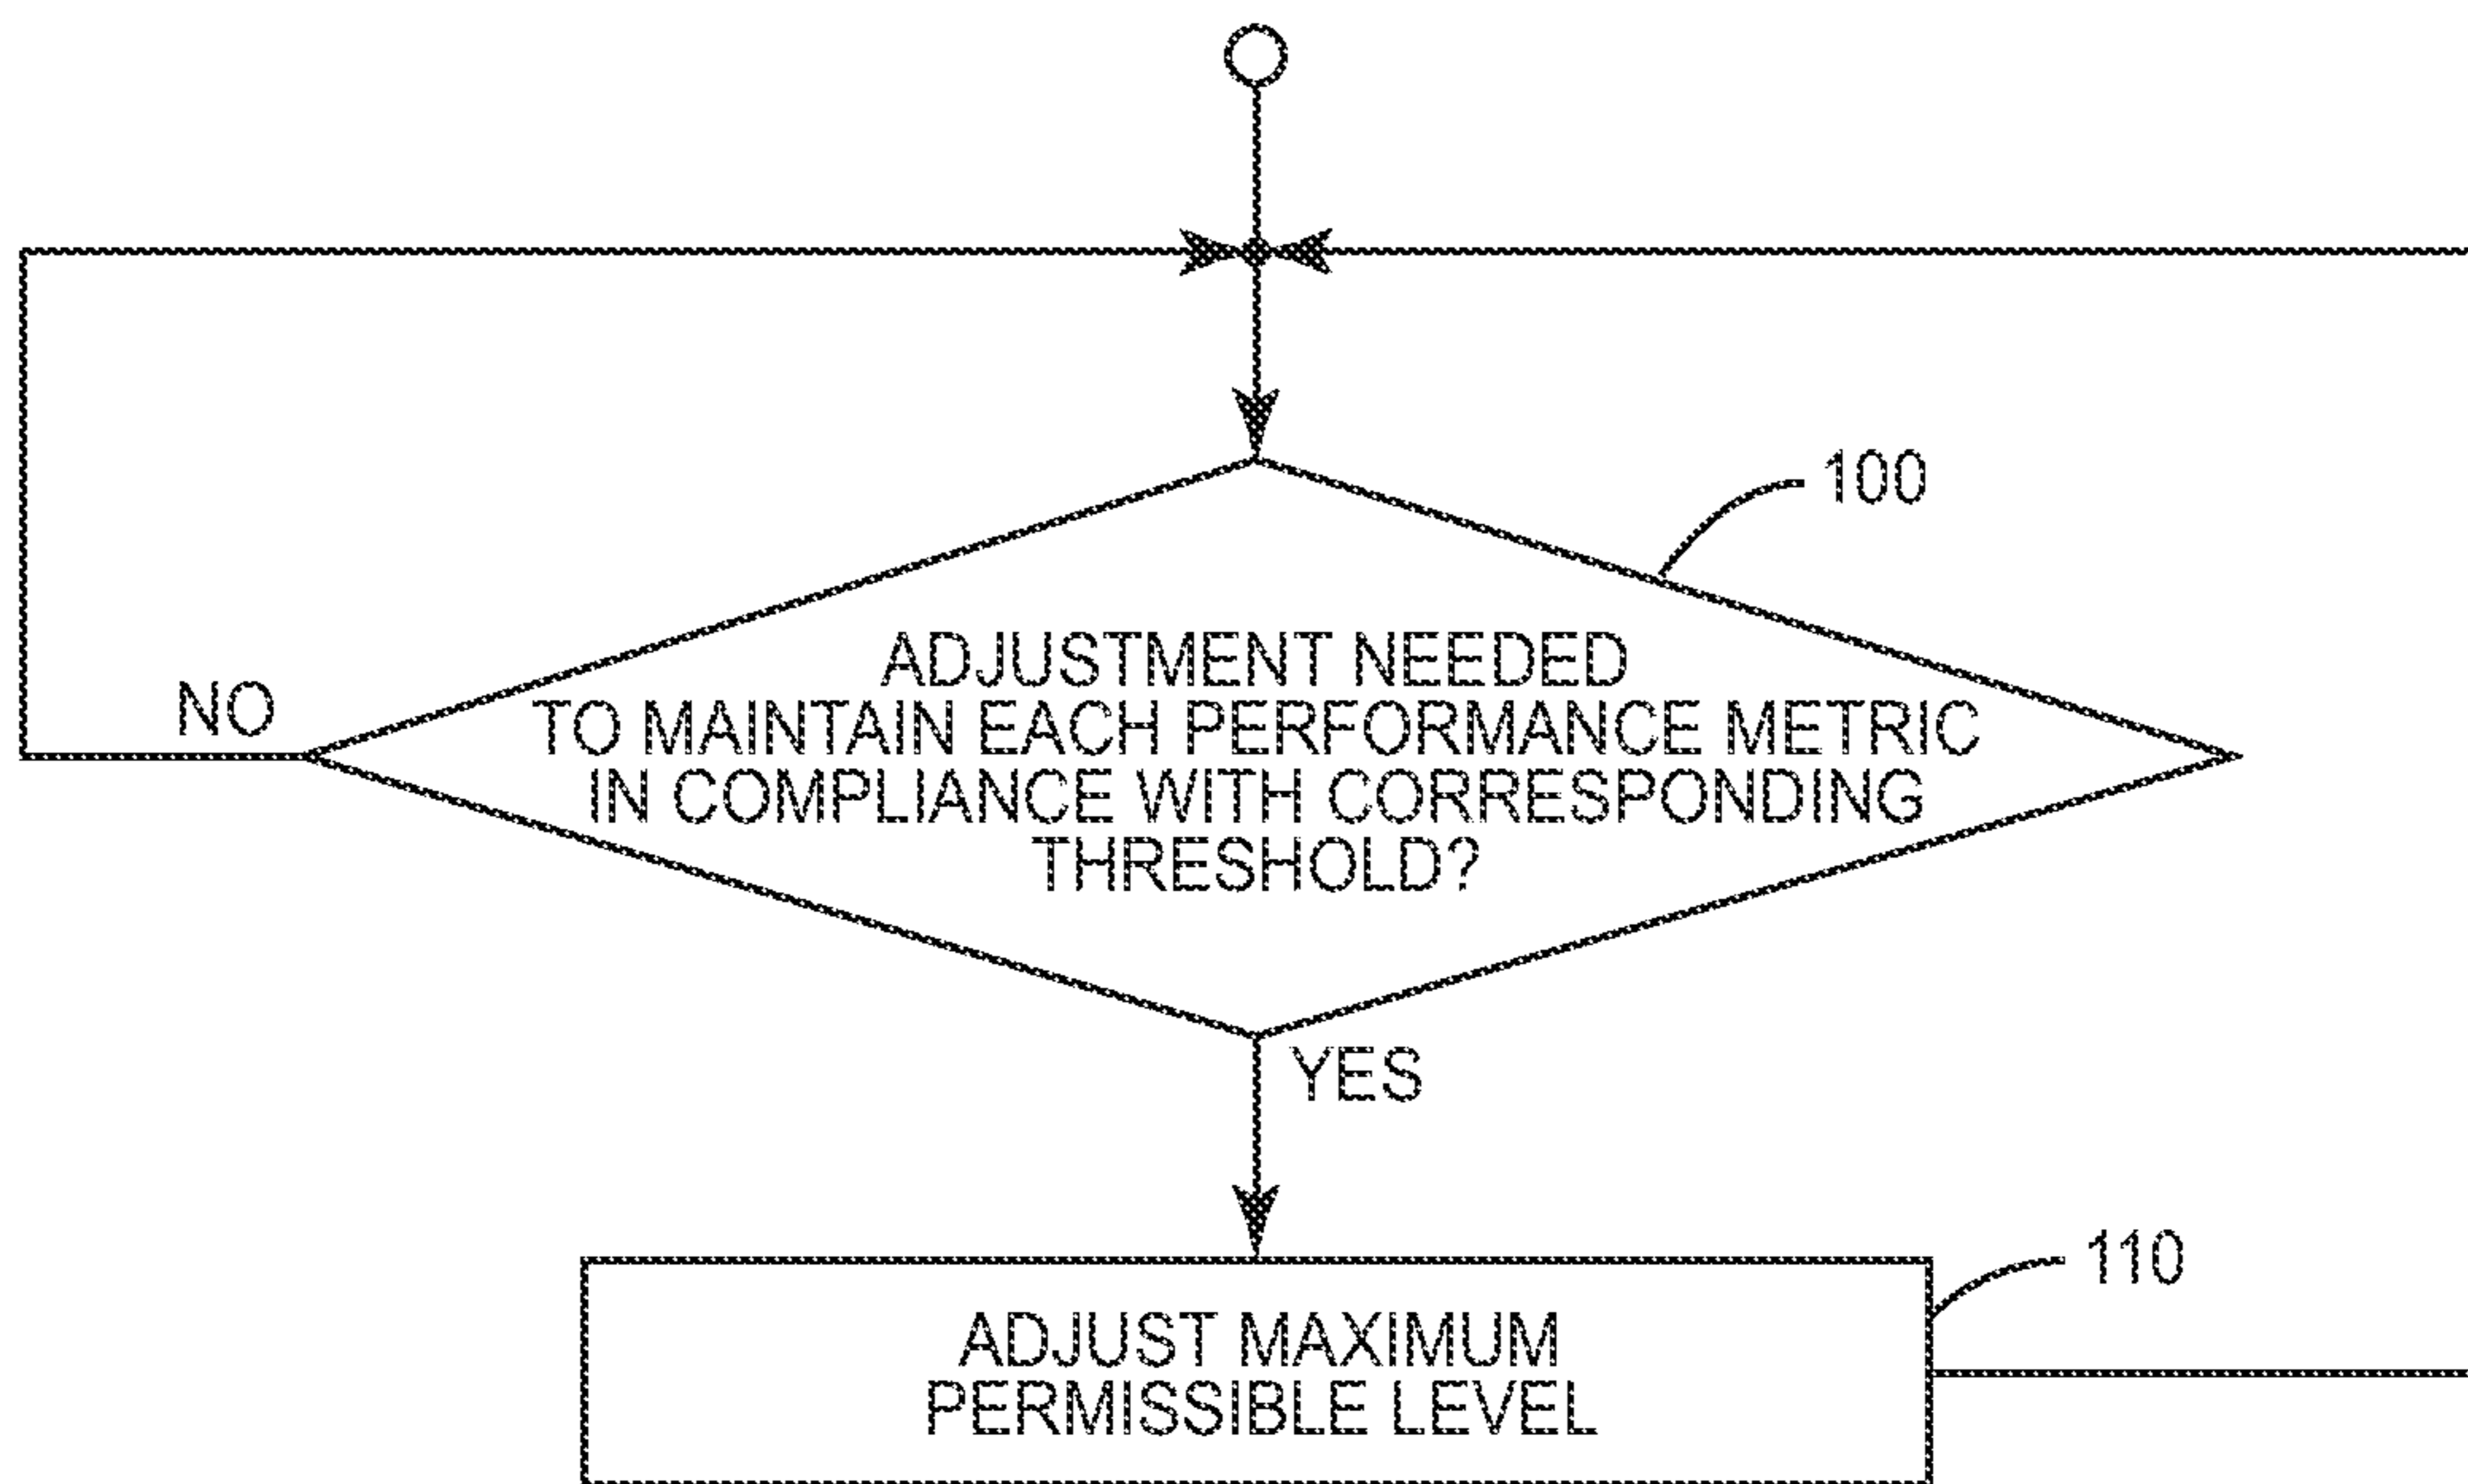 100
ADJUSTMENT NEEDED
TO MAINTAIN EACH PERFORMANCE METRIC
IN COMPLIANCE WITH CORRESPONDING
THRESHOLD?
NO
YES
110
ADJUST MAXIMUM
PERMISSIBLE LEVEL